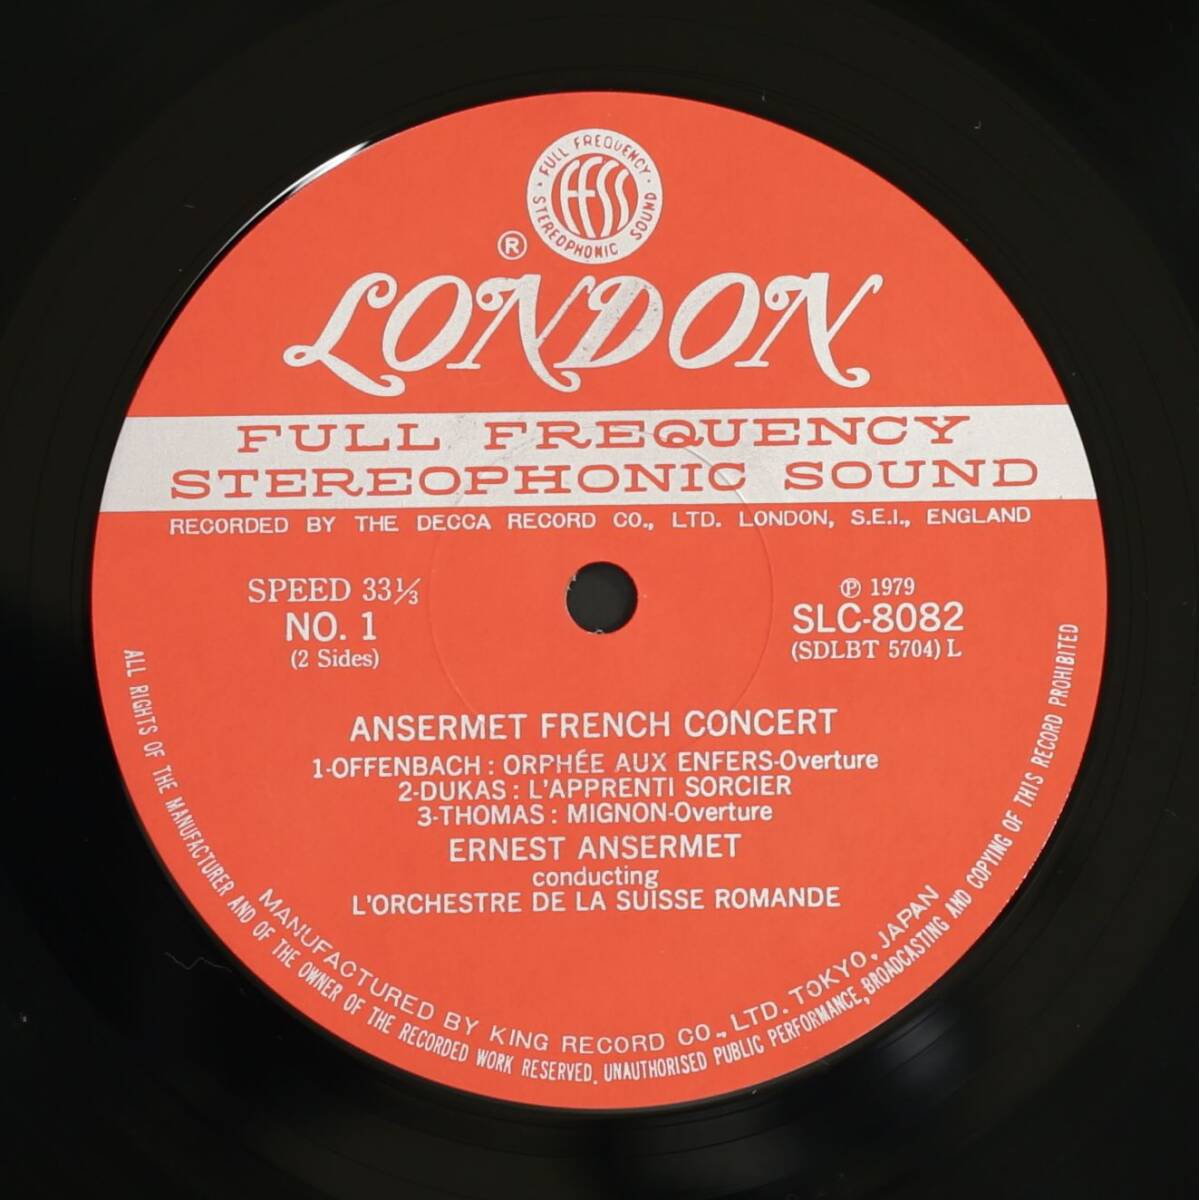 FULL FREQUENCY
STEREOPHONIC SOUND
FFSS
®
LONDON
FULL FREQUENCY
STEREOPHONIC SOUND
RECORDED BY THE DECCA RECORD CO., LTD. LONDON, S.E.I., ENGLAND
SPEED 33⅓
NO. 1
(2 Sides)
Ⓟ 1979
SLC-8082
(SDLBT 5704) L
ANSERMET FRENCH CONCERT
1-OFFENBACH : ORPHÉE AUX ENFERS-Overture
2-DUKAS : L'APPRENTI SORCIER
3-THOMAS : MIGNON-Overture
ERNEST ANSERMET
conducting
L'ORCHESTRE DE LA SUISSE ROMANDE
MANUFACTURED BY KING RECORD CO., LTD. TOKYO, JAPAN
ALL RIGHTS OF THE MANUFACTURER AND OF THE OWNER OF THE RECORDED WORK RESERVED. UNAUTHORISED PUBLIC PERFORMANCE, BROADCASTING AND COPYING OF THIS RECORD PROHIBITED